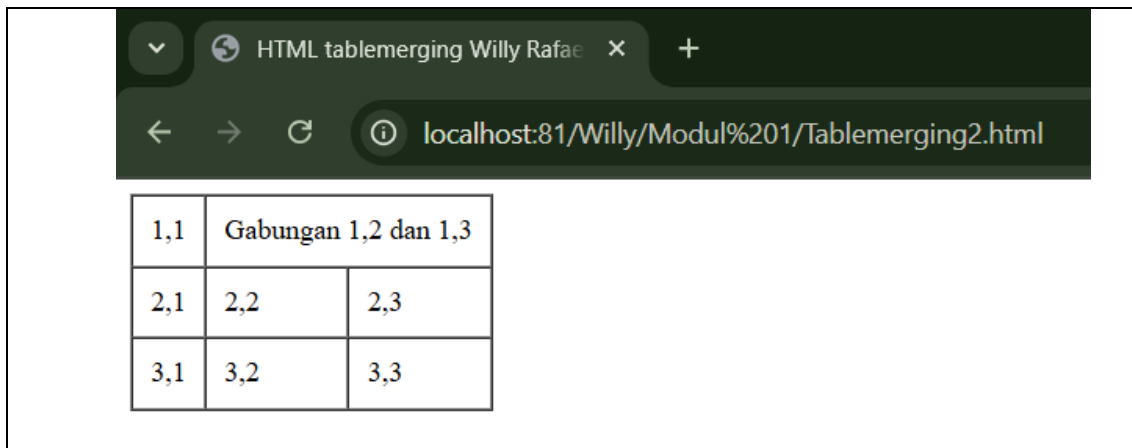 HTML tablemerging Willy Rafae
localhost:81/Willy/Modul%201/Tablemerging2.html
1,1 Gabungan 1,2 dan 1,3
2,1 2,2 2,3
3,1 3,2 3,3